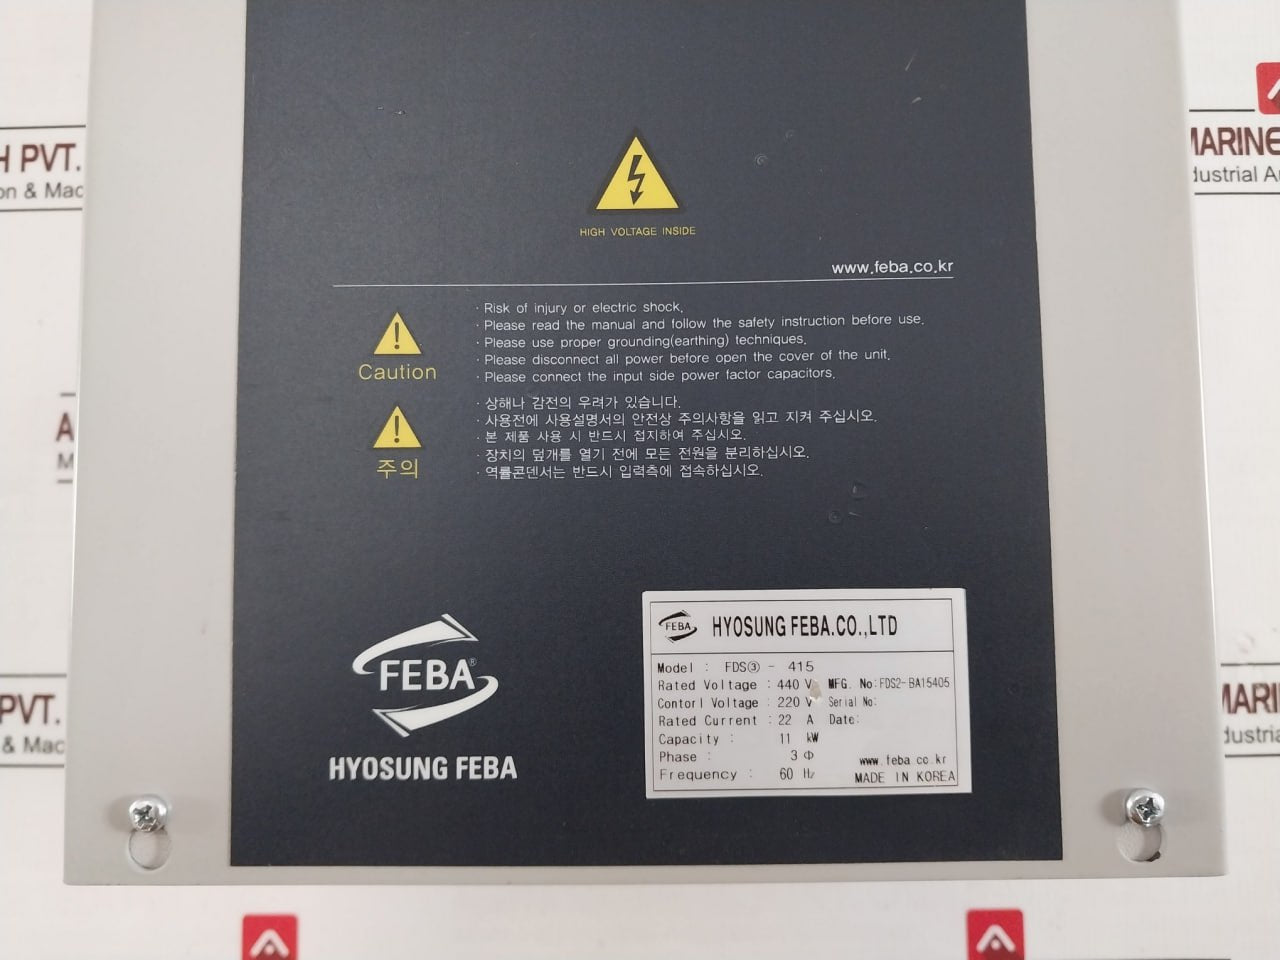 HIGH VOLTAGE INSIDE
www.feba.co.kr
Caution
· Risk of injury or electric shock.
· Please read the manual and follow the safety instruction before use.
· Please use proper grounding(earthing) techniques.
· Please disconnect all power before open the cover of the unit.
· Please connect the input side power factor capacitors.
주의
· 상해나 감전의 우려가 있습니다.
· 사용전에 사용설명서의 안전상 주의사항을 읽고 지켜 주십시오.
· 본 제품 사용 시 반드시 접지하여 주십시오.
· 장치의 덮개를 열기 전에 모든 전원을 분리하십시오.
· 역률콘덴서는 반드시 입력측에 접속하십시오.
FEBA®
HYOSUNG FEBA
FEBA HYOSUNG FEBA.CO.,LTD
Model : FDS③ - 415
Rated Voltage : 440 V MFG. No:FDS2-BA15405
Contorl Voltage : 220 V Serial No:
Rated Current : 22 A Date:
Capacity : 11 kW
Phase : 3 Φ
www.feba.co.kr
Frequency : 60 Hz
MADE IN KOREA
H PVT.
on & Mac
MARINE
dustrial Au
A
M
PVT.
& Mac
MARI
dustria